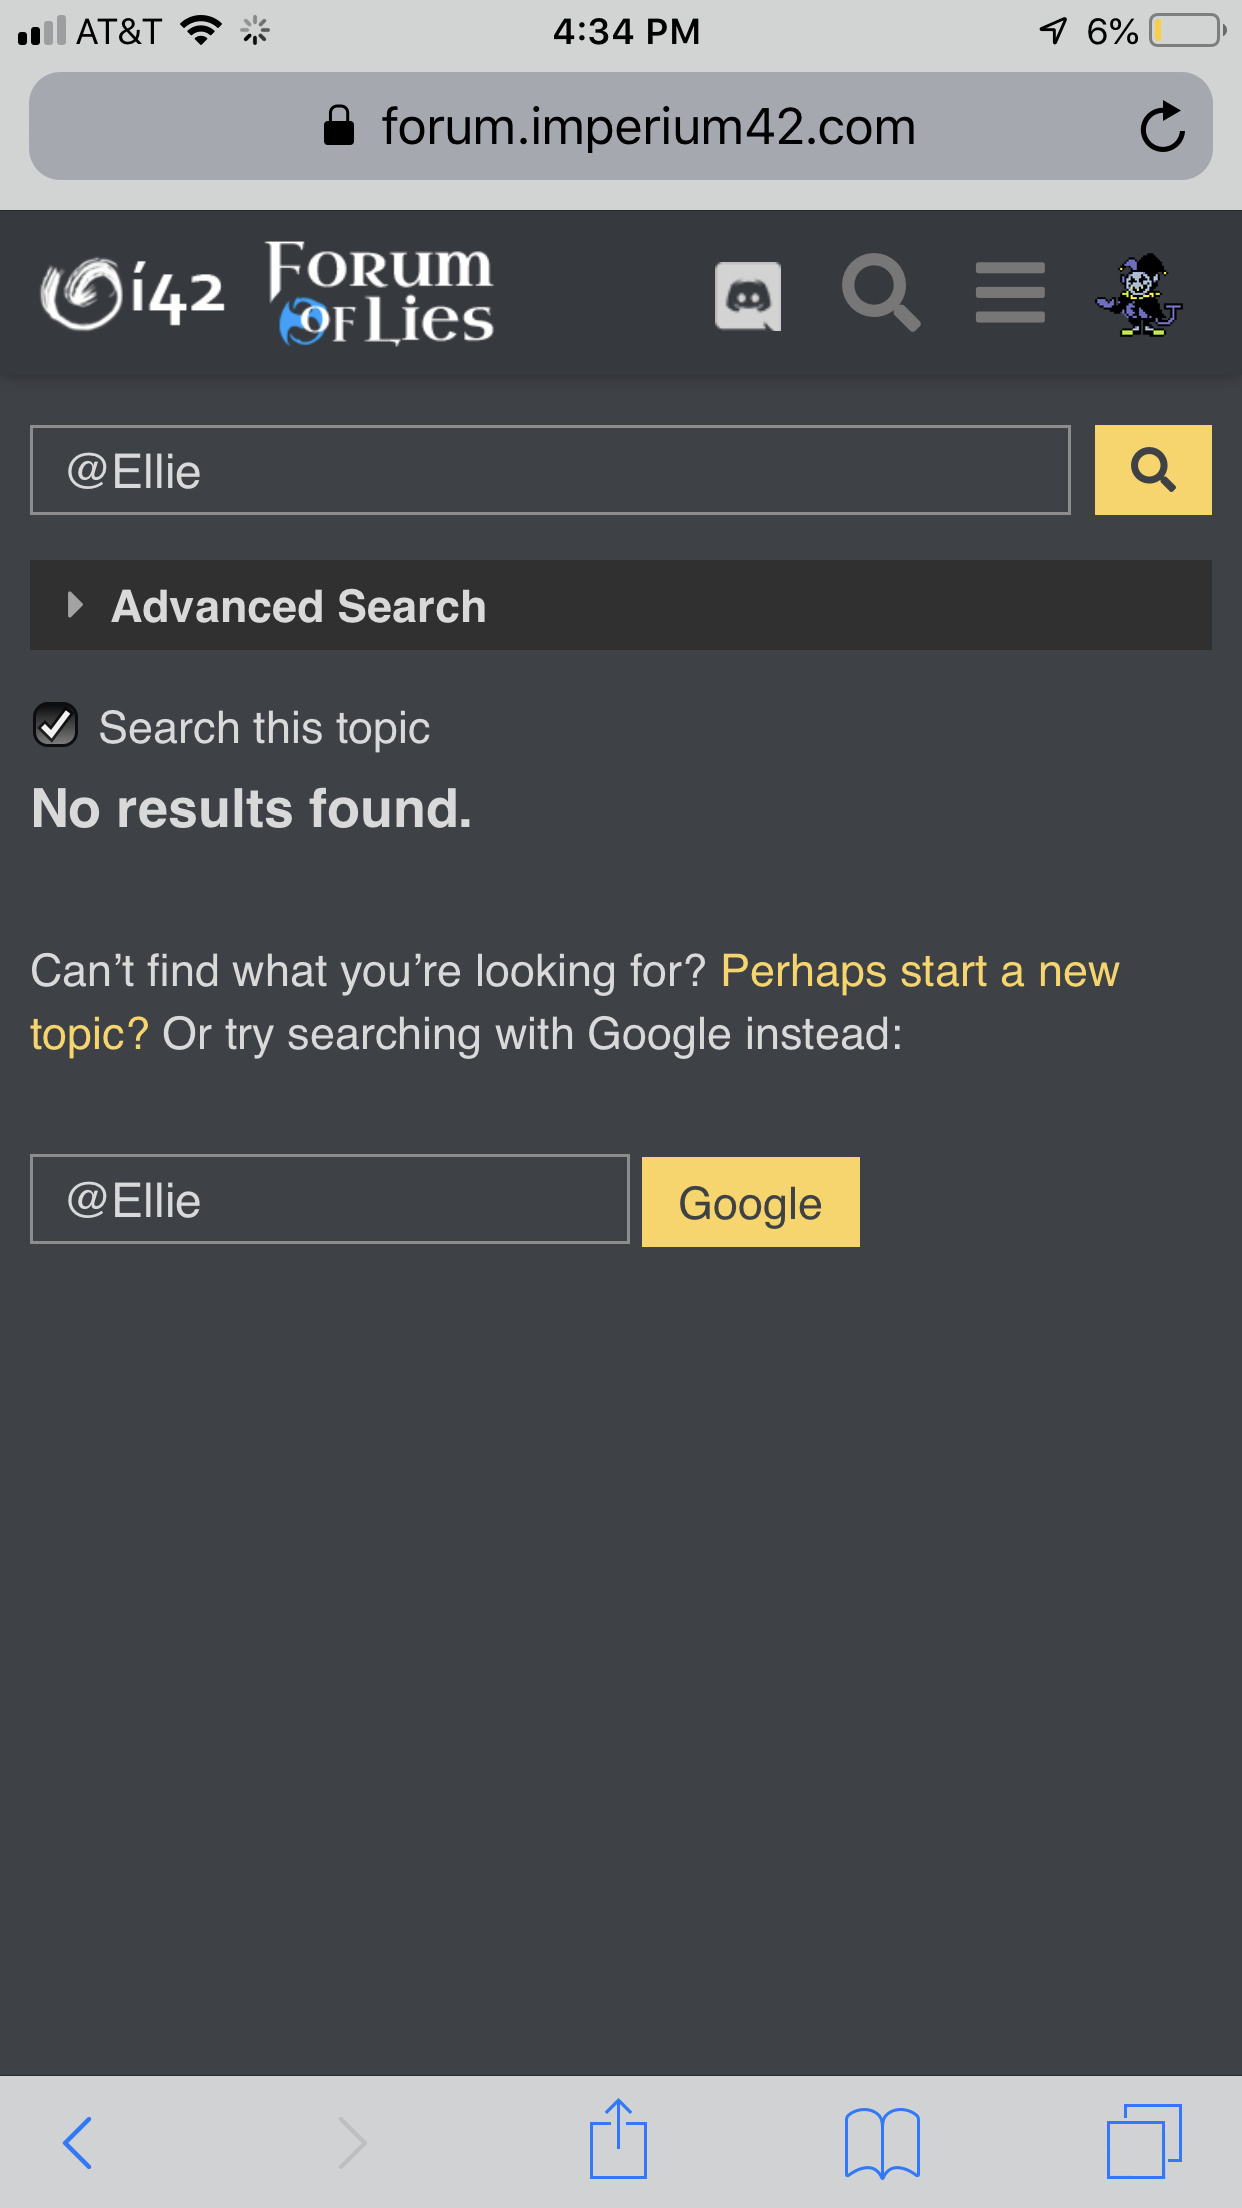 AT&T 4:34 PM 6%
forum.imperium42.com
i42 Forum of Lies
@Ellie
Advanced Search
Search this topic
No results found.
Can’t find what you’re looking for? Perhaps start a new
topic? Or try searching with Google instead:
@Ellie Google